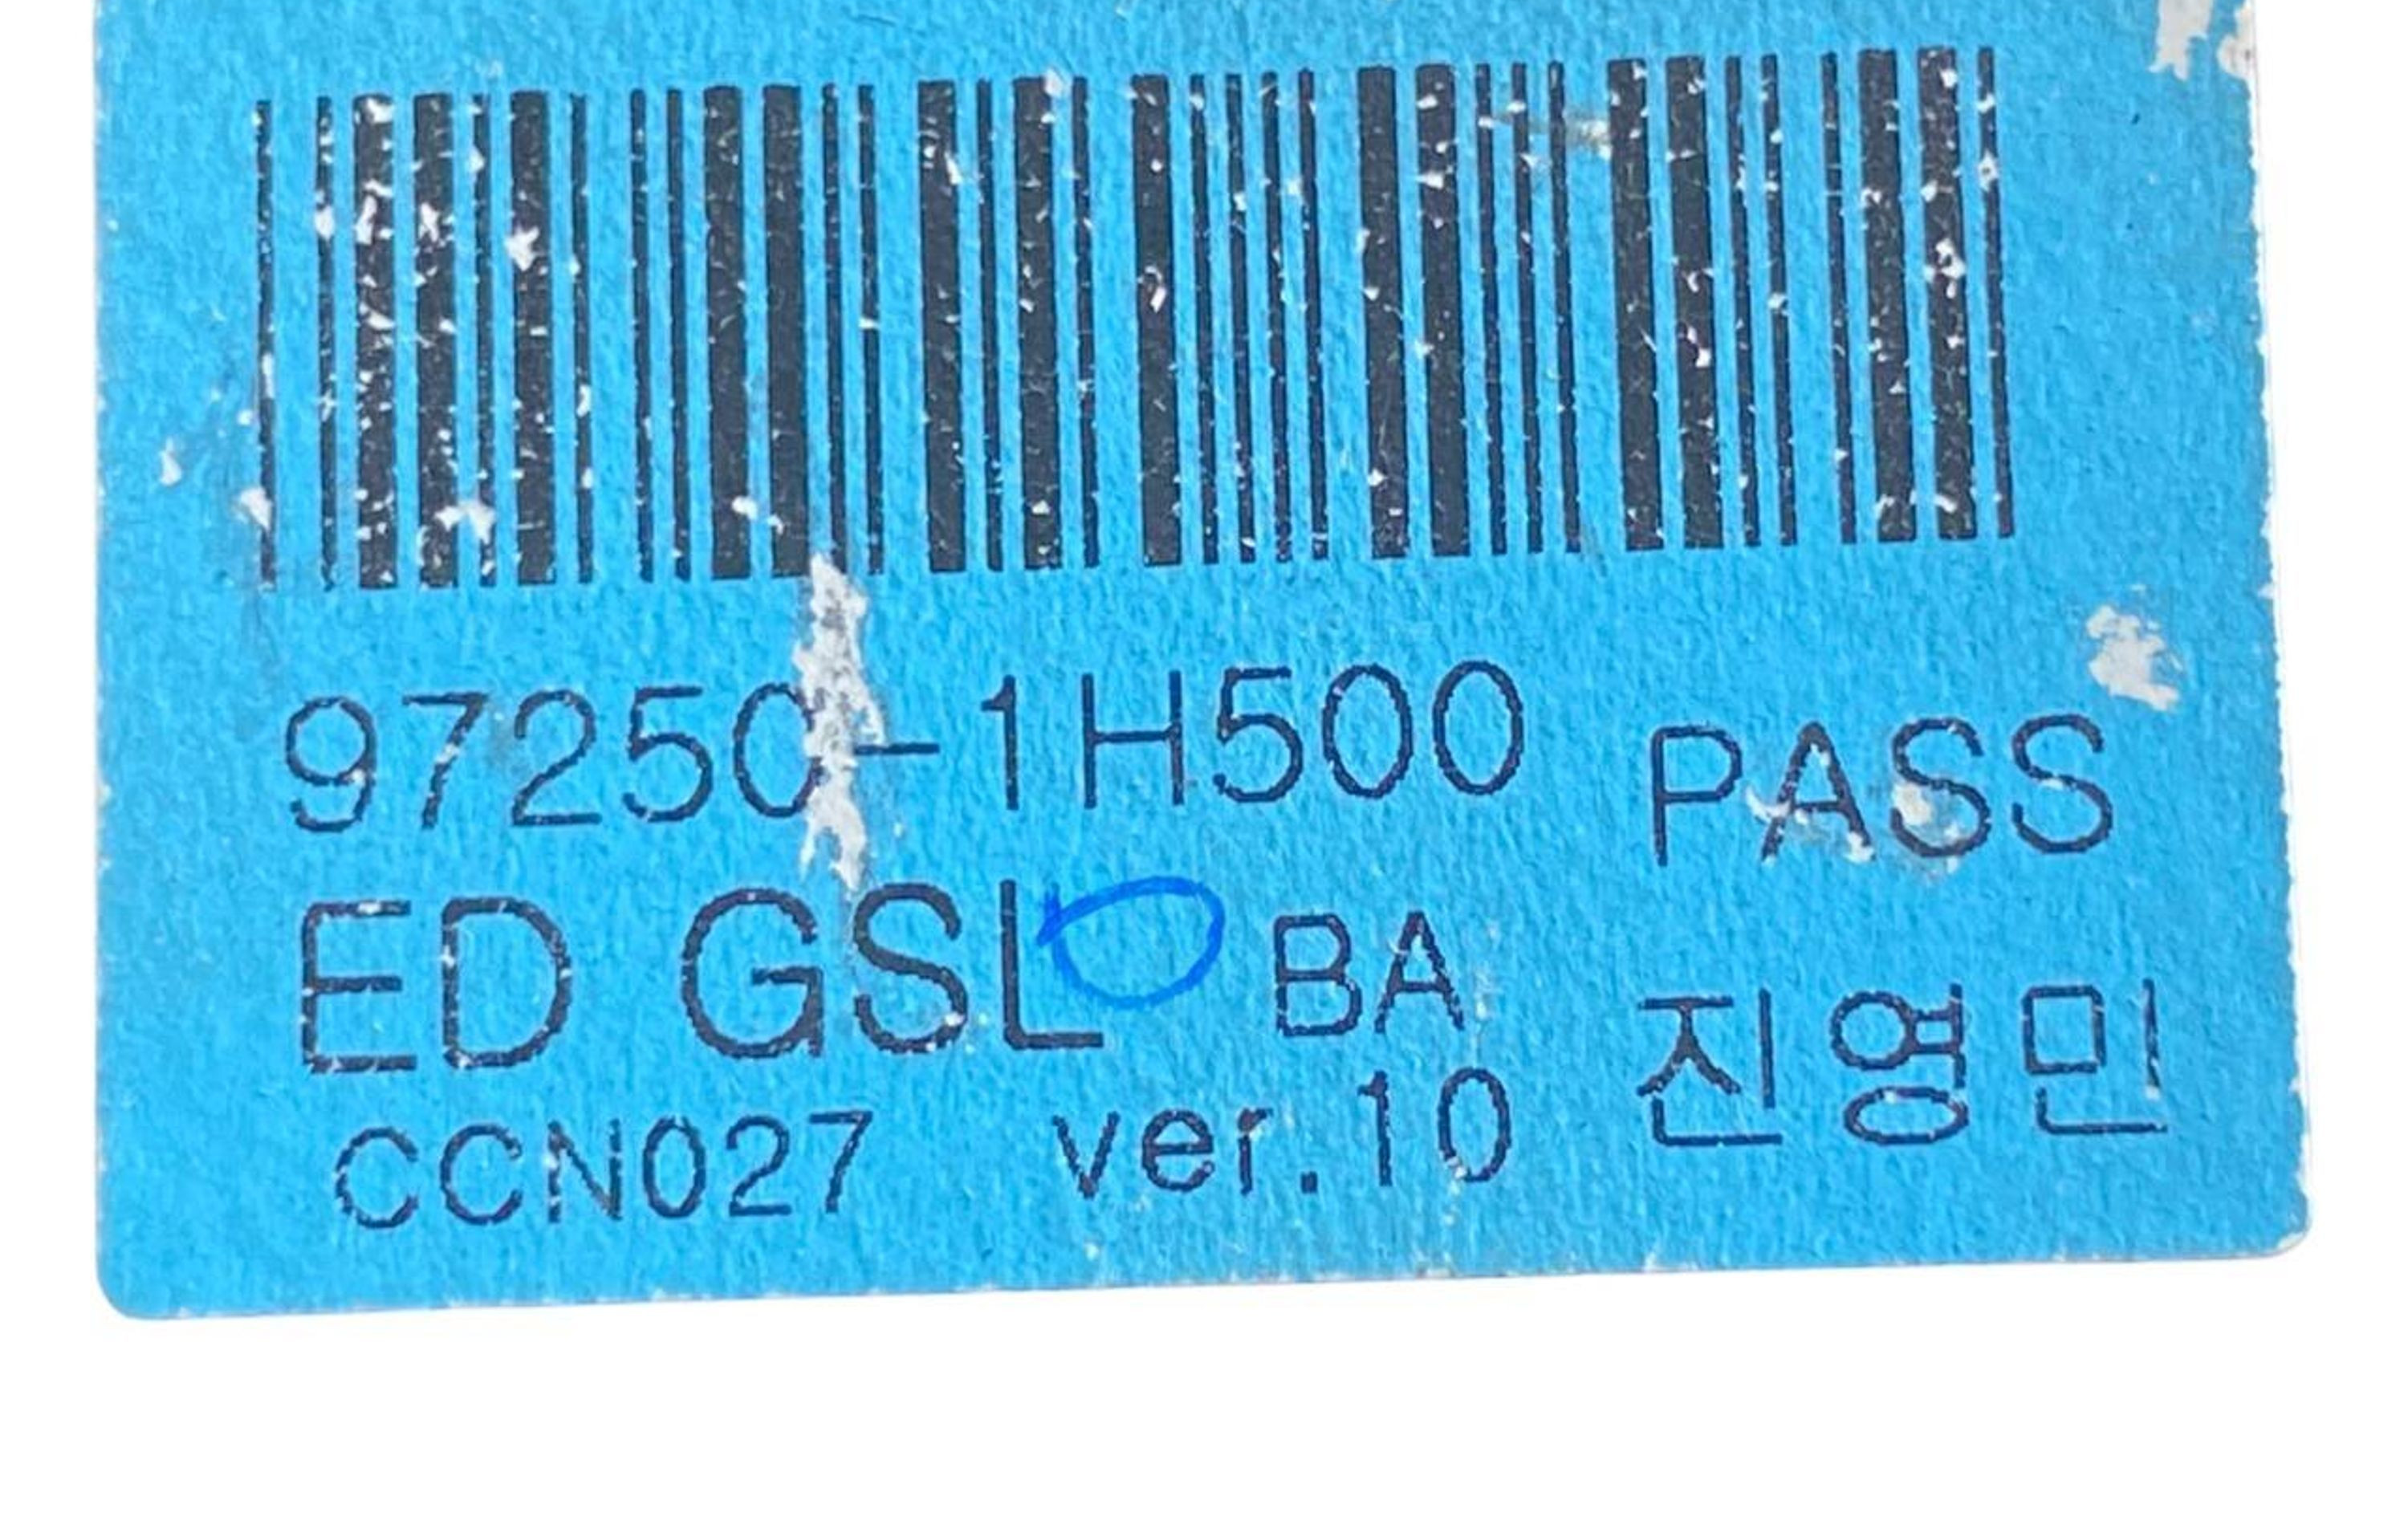 97250-1H500 PASS
ED GSL BA
진영민
CCN027 ver.10